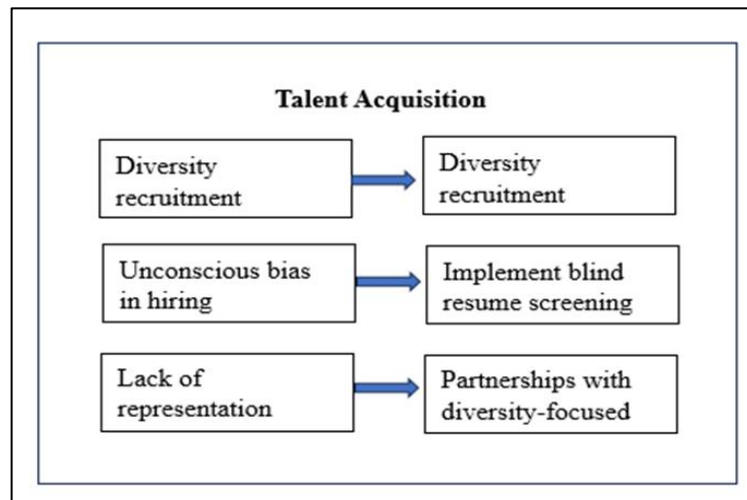 Talent Acquisition
Diversity
recruitment
Diversity
recruitment
Unconscious bias
in hiring
Implement blind
resume screening
Lack of
representation
Partnerships with
diversity-focused